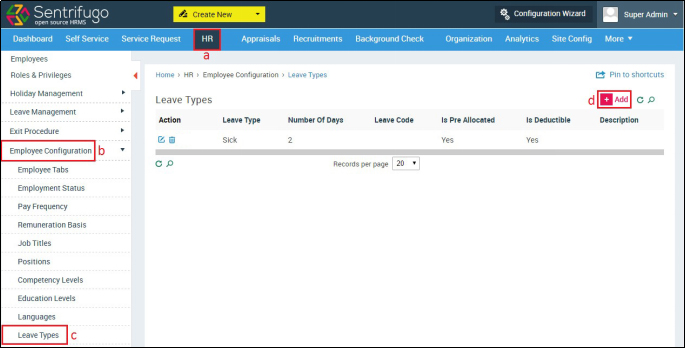 Sentrifugo
open source HRMS
Create New
Configuration Wizard
Super Admin
Dashboard Self Service Service Request HR Appraisals Recruitments Background Check Organization Analytics Site Config More
a
Employees
Roles & Privileges
Holiday Management
Leave Management
Exit Procedure
Employee Configuration b
Employee Tabs
Employment Status
Pay Frequency
Remuneration Basis
Job Titles
Positions
Competency Levels
Education Levels
Languages
Leave Types c
Home › HR › Employee Configuration › Leave Types
Pin to shortcuts
Leave Types
d + Add
Action Leave Type Number Of Days Leave Code Is Pre Allocated Is Deductible Description
Sick 2 Yes Yes
Records per page 20